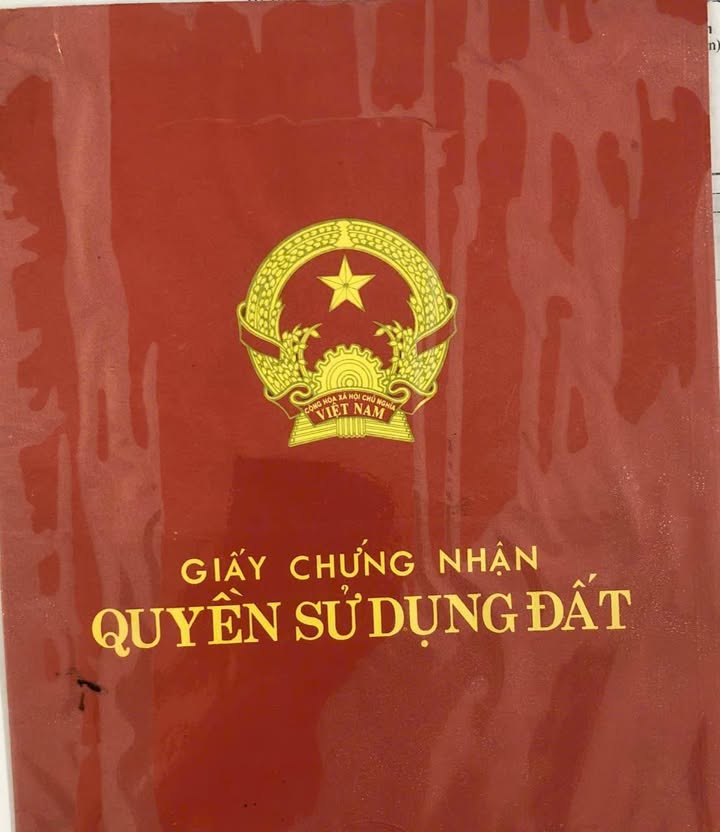 CỘNG HÒA XÃ HỘI CHỦ NGHĨA
VIỆT NAM
GIẤY CHỨNG NHẬN
QUYỀN SỬ DỤNG ĐẤT